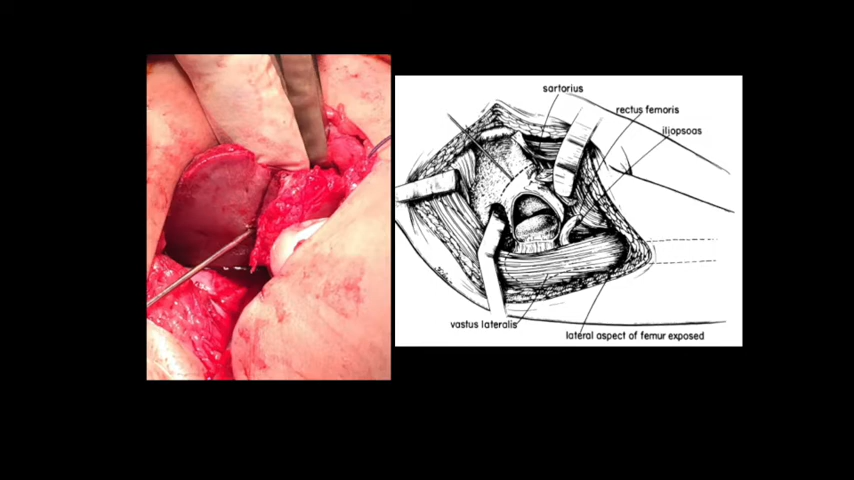 sartorius
rectus femoris
iliopsoas
vastus lateralis
lateral aspect of femur exposed